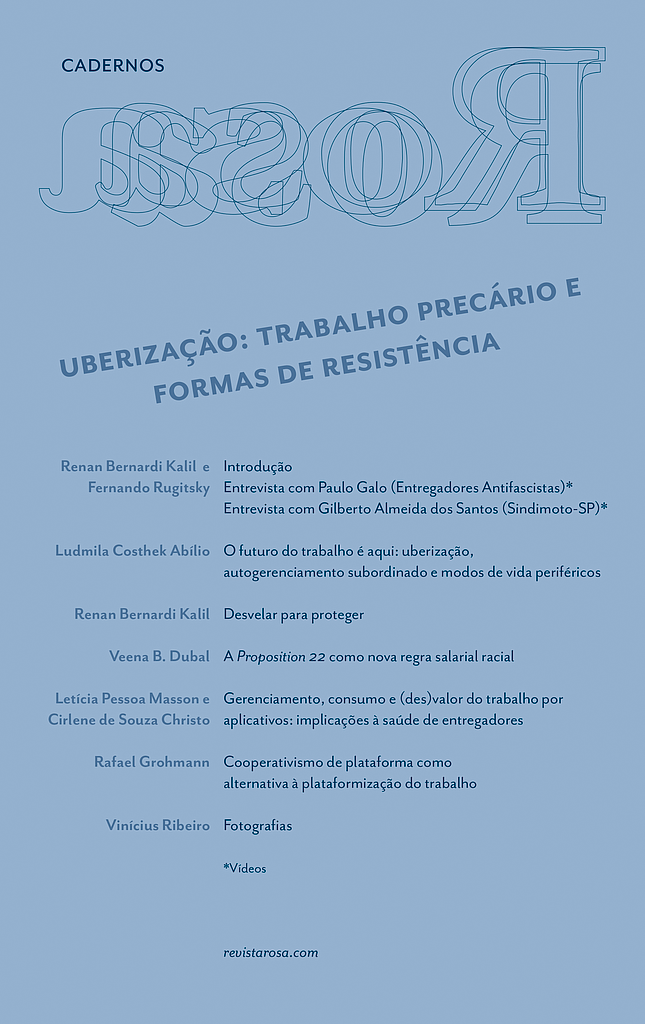 CADERNOS
Rosa
UBERIZAÇÃO: TRABALHO PRECÁRIO E
FORMAS DE RESISTÊNCIA
Renan Bernardi Kalil e Introdução
Fernando Rugitsky Entrevista com Paulo Galo (Entregadores Antifascistas)*
Entrevista com Gilberto Almeida dos Santos (Sindimoto-SP)*
Ludmila Costhek Abílio O futuro do trabalho é aqui: uberização,
autogerenciamento subordinado e modos de vida periféricos
Renan Bernardi Kalil Desvelar para proteger
Veena B. Dubal A Proposition 22 como nova regra salarial racial
Letícia Pessoa Masson e Gerenciamento, consumo e (des)valor do trabalho por
Cirlene de Souza Christo aplicativos: implicações à saúde de entregadores
Rafael Grohmann Cooperativismo de plataforma como
alternativa à plataformização do trabalho
Vinícius Ribeiro Fotografias
*Vídeos
revistarosa.com